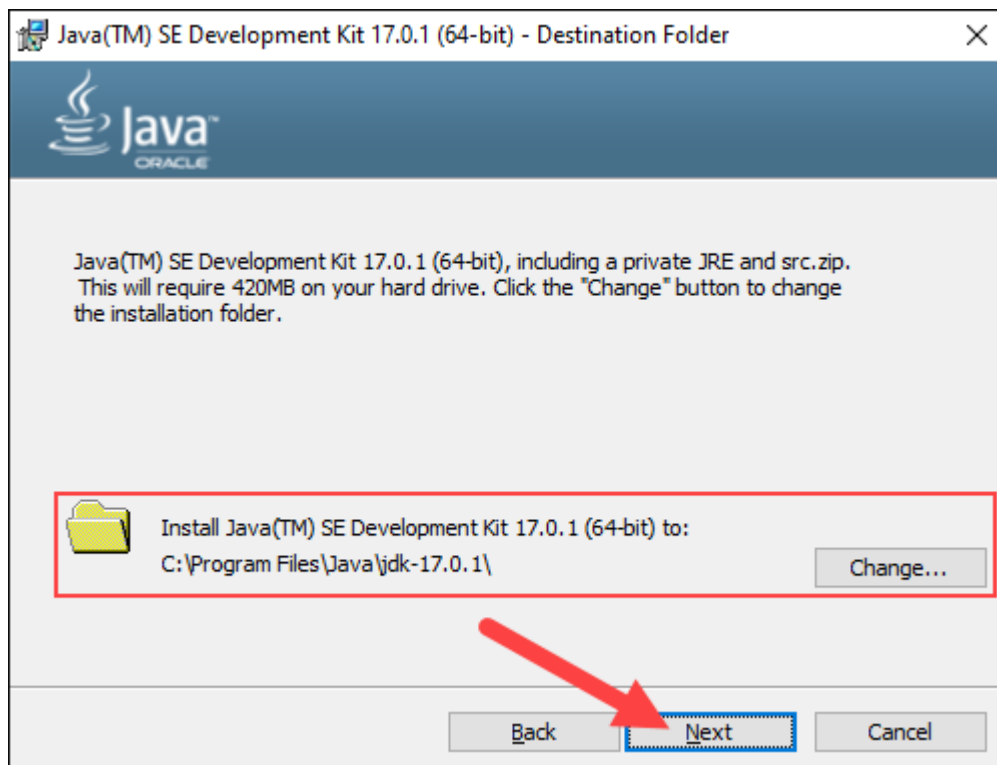 Java(TM) SE Development Kit 17.0.1 (64-bit) - Destination Folder
Java™
ORACLE
Java(TM) SE Development Kit 17.0.1 (64-bit), including a private JRE and src.zip.
This will require 420MB on your hard drive. Click the "Change" button to change
the installation folder.
Install Java(TM) SE Development Kit 17.0.1 (64-bit) to:
C:\Program Files\Java\jdk-17.0.1\
Change...
Back
Next
Cancel